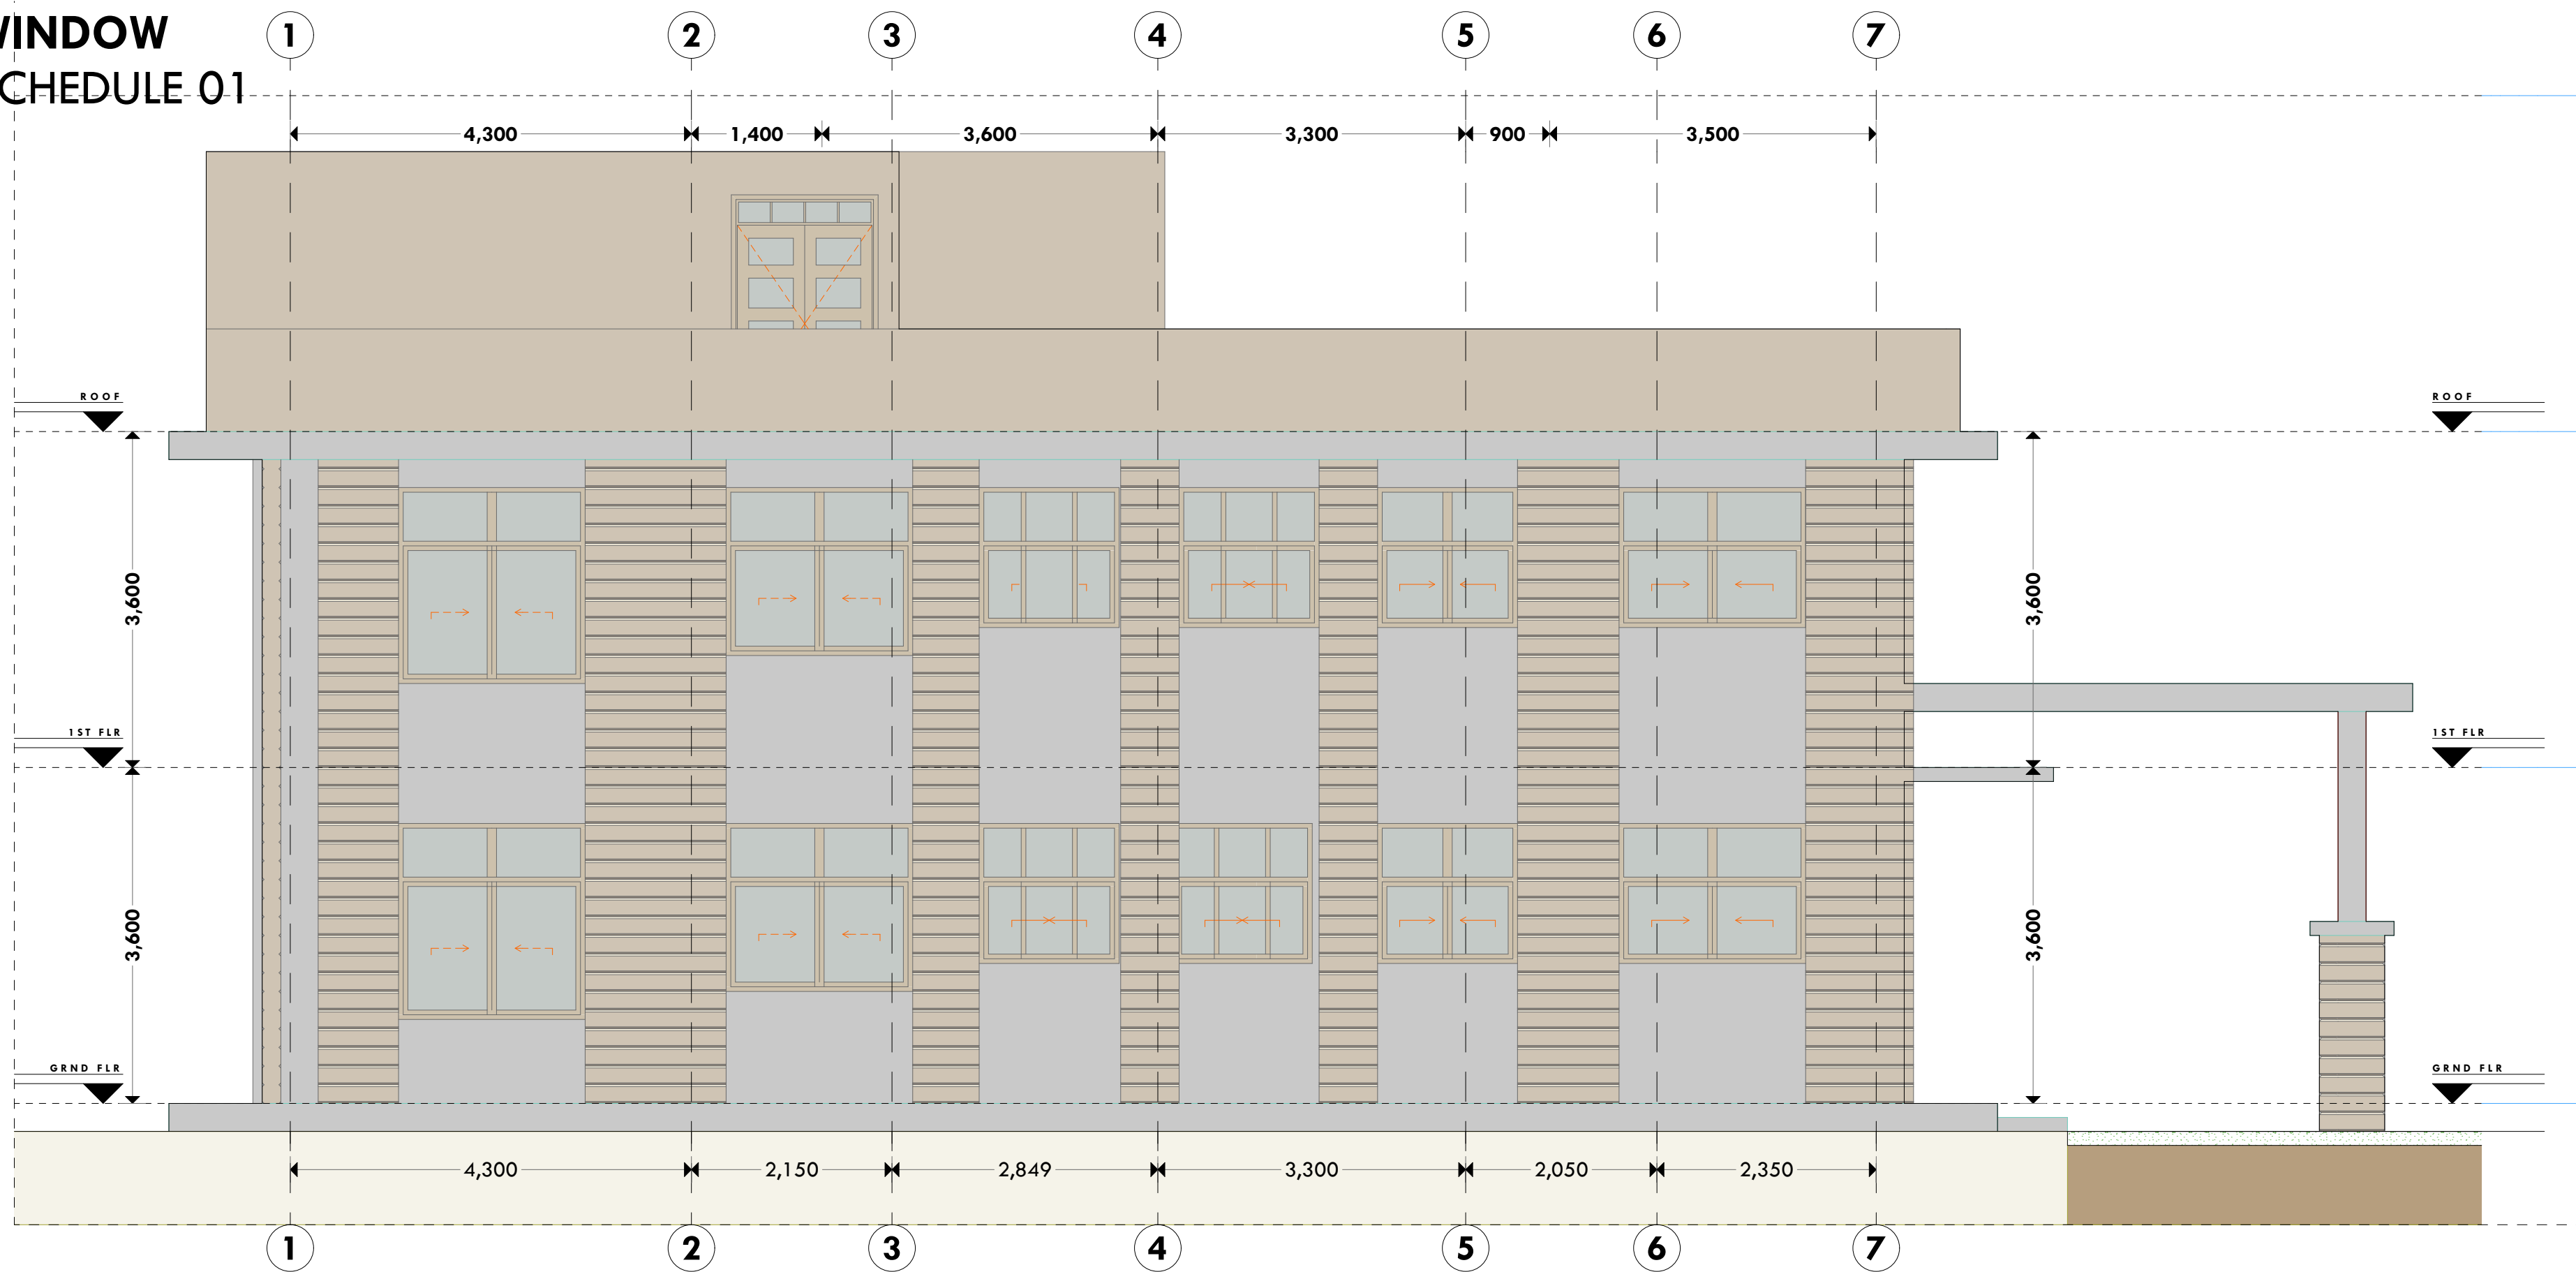 WINDOW
CHEDULE 01
1 2 3 4 5 6 7
4,300 1,400 3,600 3,300 900 3,500
ROOF ROOF
3,600 3,600
1ST FLR 1ST FLR
3,600 3,600
GRND FLR GRND FLR
4,300 2,150 2,849 3,300 2,050 2,350
1 2 3 4 5 6 7